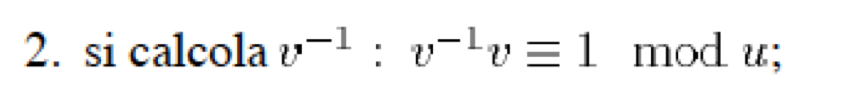 2. si calcola v⁻¹ : v⁻¹v ≡ 1 mod u;